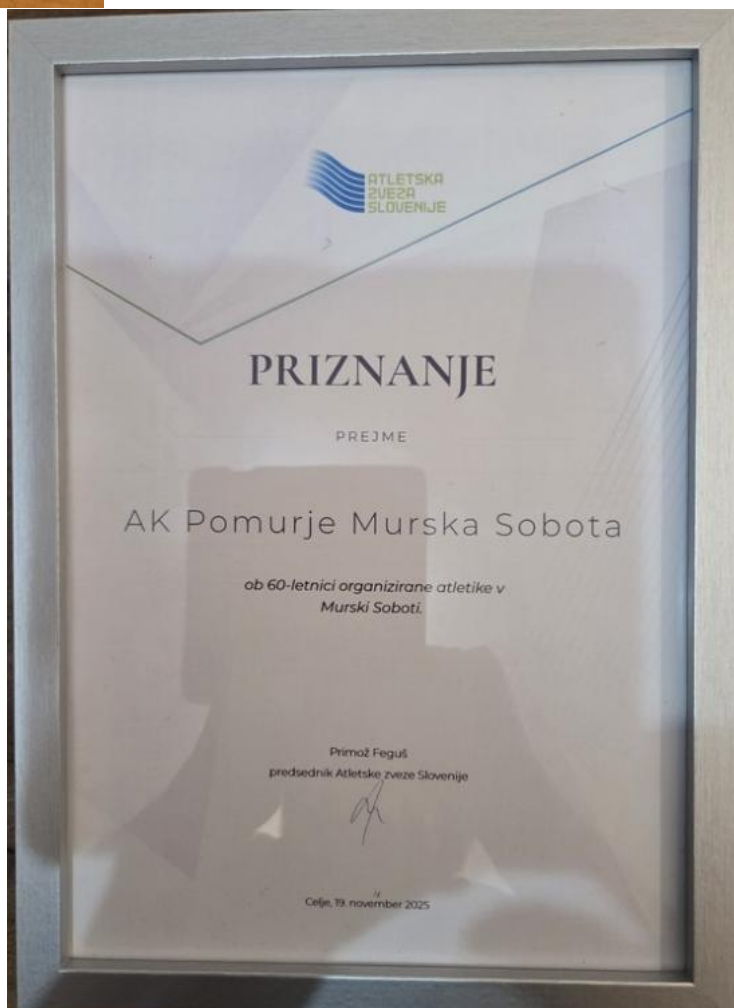 ATLETSKA
ZVEZA
SLOVENIJE
PRIZNANJE
PREJME
AK Pomurje Murska Sobota
ob 60-letnici organizirane atletike v
Murski Soboti.
Primož Feguš
predsednik Atletske zveze Slovenije
Celje, 19. november 2025